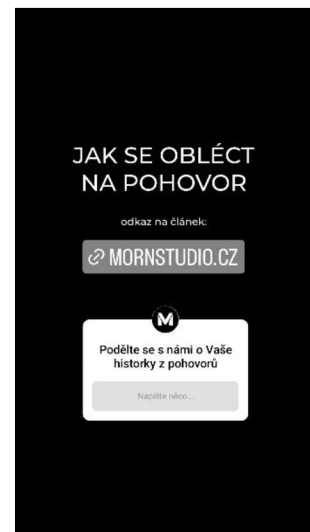 JAK SE OBLÉCT
NA POHOVOR
odkaz na článek:
MORNSTUDIO.CZ
M
Podělte se s námi o Vaše
historky z pohovorů
Napište něco...